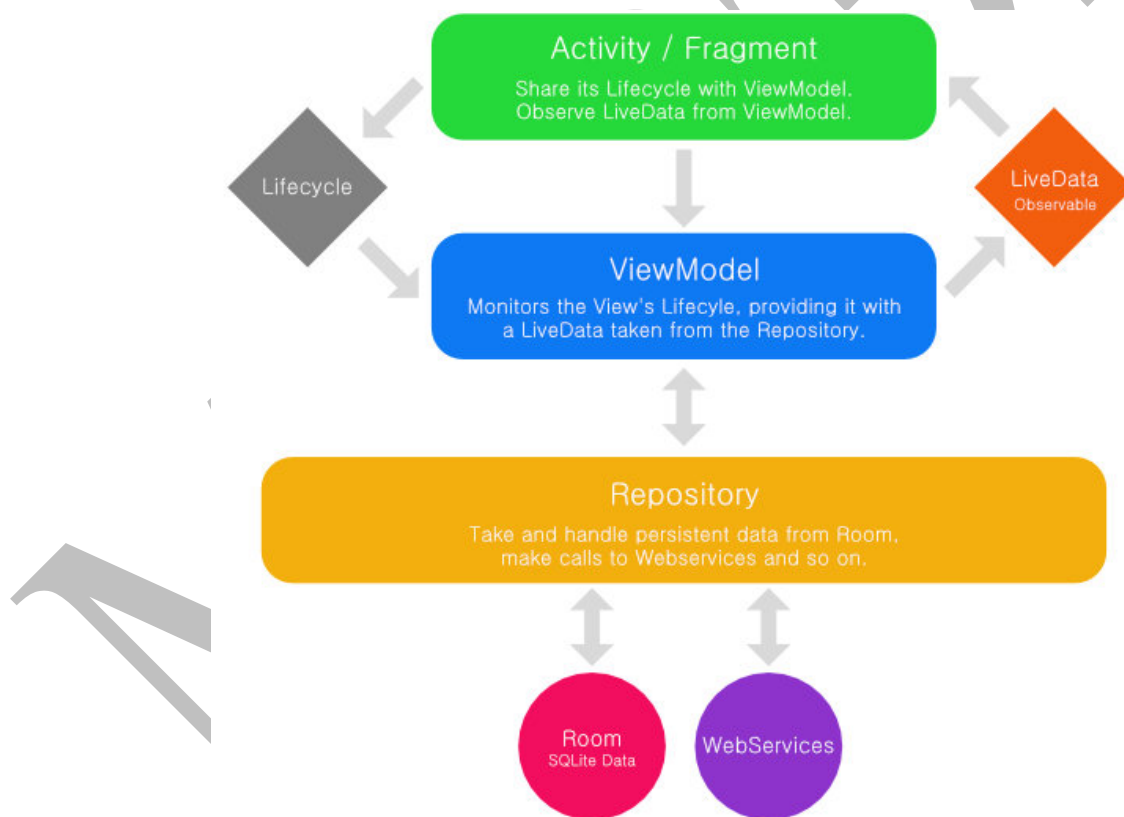 Activity / Fragment
Share its Lifecycle with ViewModel.
Observe LiveData from ViewModel.
Lifecycle
LiveData
Observable
ViewModel
Monitors the View's Lifecyle, providing it with
a LiveData taken from the Repository.
Repository
Take and handle persistent data from Room,
make calls to Webservices and so on.
Room
SQLite Data
WebServices